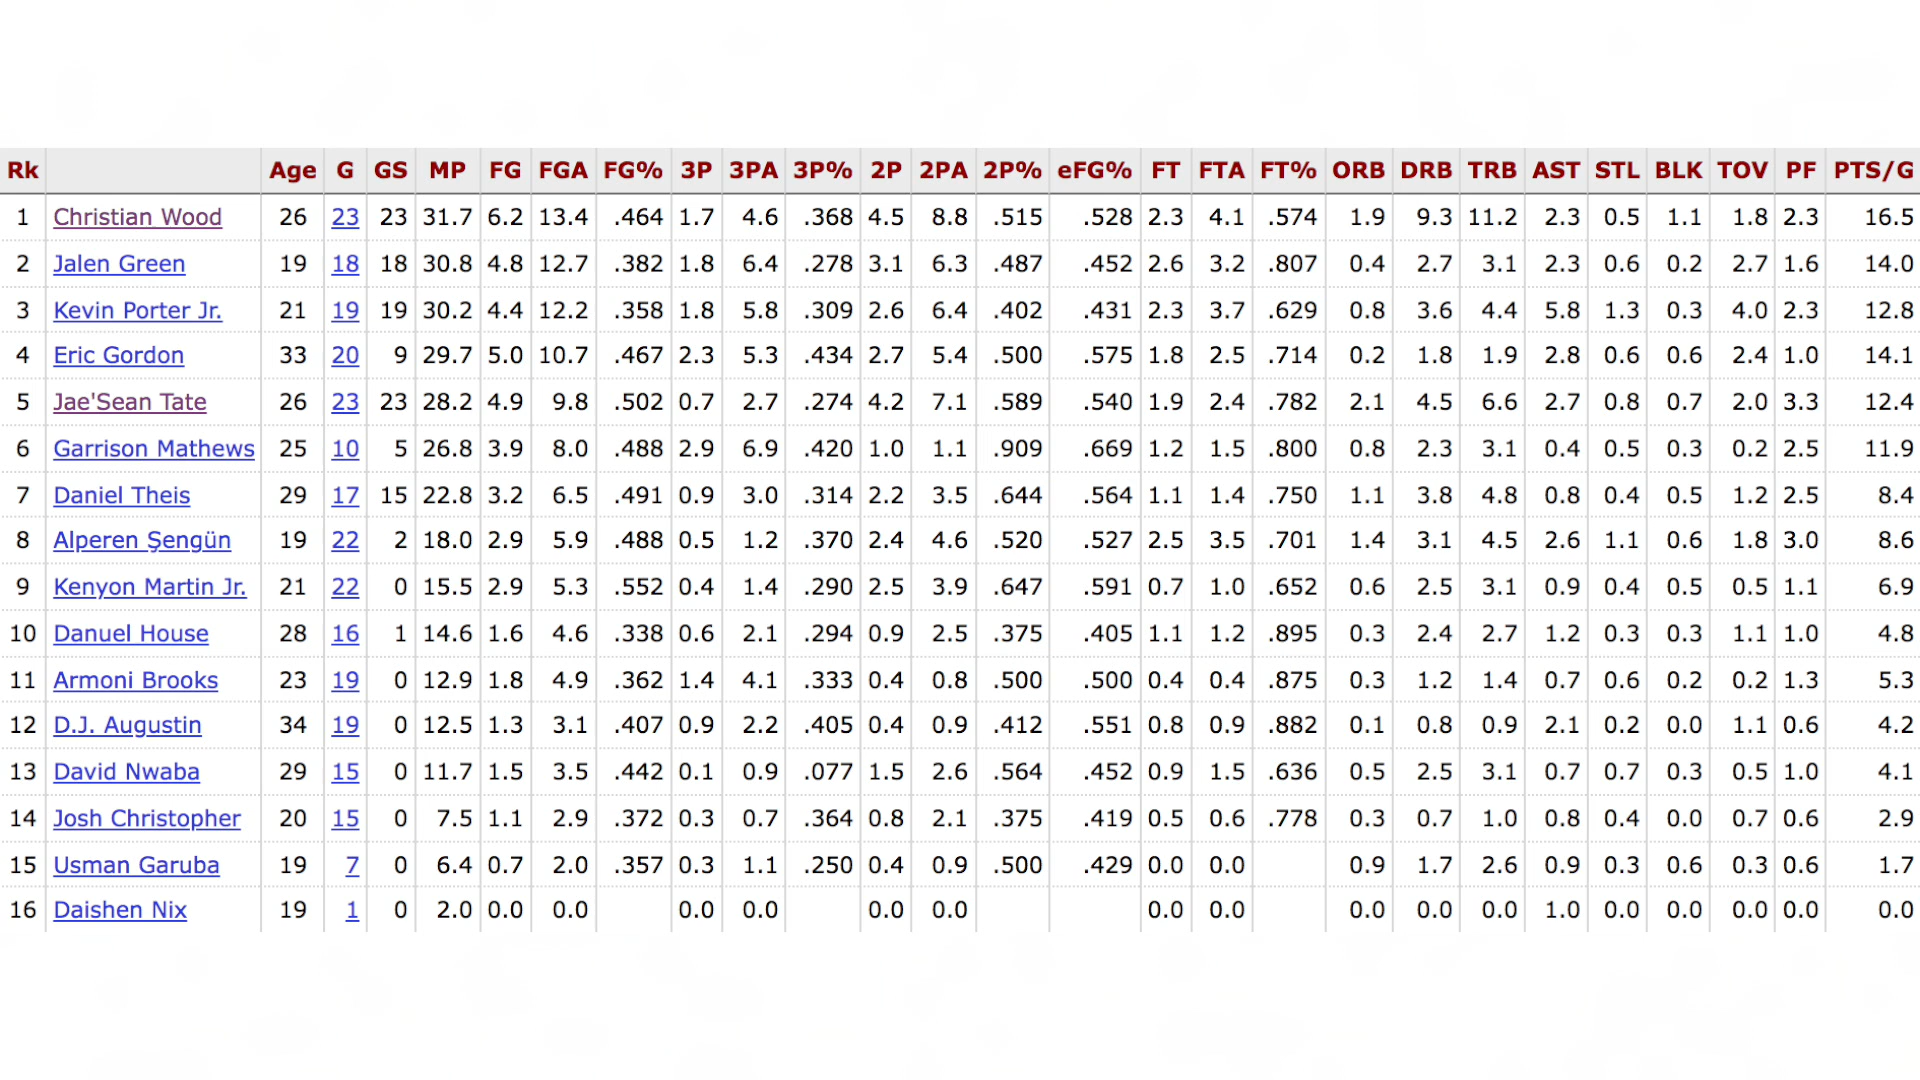 Rk Age G GS MP FG FGA FG% 3P 3PA 3P% 2P 2PA 2P% eFG% FT FTA FT% ORB DRB TRB AST STL BLK TOV PF PTS/G
1 Christian Wood 26 23 23 31.7 6.2 13.4 .464 1.7 4.6 .368 4.5 8.8 .515 .528 2.3 4.1 .574 1.9 9.3 11.2 2.3 0.5 1.1 1.8 2.3 16.5
2 Jalen Green 19 18 18 30.8 4.8 12.7 .382 1.8 6.4 .278 3.1 6.3 .487 .452 2.6 3.2 .807 0.4 2.7 3.1 2.3 0.6 0.2 2.7 1.6 14.0
3 Kevin Porter Jr. 21 19 19 30.2 4.4 12.2 .358 1.8 5.8 .309 2.6 6.4 .402 .431 2.3 3.7 .629 0.8 3.6 4.4 5.8 1.3 0.3 4.0 2.3 12.8
4 Eric Gordon 33 20 9 29.7 5.0 10.7 .467 2.3 5.3 .434 2.7 5.4 .500 .575 1.8 2.5 .714 0.2 1.8 1.9 2.8 0.6 0.6 2.4 1.0 14.1
5 Jae'Sean Tate 26 23 23 28.2 4.9 9.8 .502 0.7 2.7 .274 4.2 7.1 .589 .540 1.9 2.4 .782 2.1 4.5 6.6 2.7 0.8 0.7 2.0 3.3 12.4
6 Garrison Mathews 25 10 5 26.8 3.9 8.0 .488 2.9 6.9 .420 1.0 1.1 .909 .669 1.2 1.5 .800 0.8 2.3 3.1 0.4 0.5 0.3 0.2 2.5 11.9
7 Daniel Theis 29 17 15 22.8 3.2 6.5 .491 0.9 3.0 .314 2.2 3.5 .644 .564 1.1 1.4 .750 1.1 3.8 4.8 0.8 0.4 0.5 1.2 2.5 8.4
8 Alperen Şengün 19 22 2 18.0 2.9 5.9 .488 0.5 1.2 .370 2.4 4.6 .520 .527 2.5 3.5 .701 1.4 3.1 4.5 2.6 1.1 0.6 1.8 3.0 8.6
9 Kenyon Martin Jr. 21 22 0 15.5 2.9 5.3 .552 0.4 1.4 .290 2.5 3.9 .647 .591 0.7 1.0 .652 0.6 2.5 3.1 0.9 0.4 0.5 0.5 1.1 6.9
10 Danuel House 28 16 1 14.6 1.6 4.6 .338 0.6 2.1 .294 0.9 2.5 .375 .405 1.1 1.2 .895 0.3 2.4 2.7 1.2 0.3 0.3 1.1 1.0 4.8
11 Armoni Brooks 23 19 0 12.9 1.8 4.9 .362 1.4 4.1 .333 0.4 0.8 .500 .500 0.4 0.4 .875 0.3 1.2 1.4 0.7 0.6 0.2 0.2 1.3 5.3
12 D.J. Augustin 34 19 0 12.5 1.3 3.1 .407 0.9 2.2 .405 0.4 0.9 .412 .551 0.8 0.9 .882 0.1 0.8 0.9 2.1 0.2 0.0 1.1 0.6 4.2
13 David Nwaba 29 15 0 11.7 1.5 3.5 .442 0.1 0.9 .077 1.5 2.6 .564 .452 0.9 1.5 .636 0.5 2.5 3.1 0.7 0.7 0.3 0.5 1.0 4.1
14 Josh Christopher 20 15 0 7.5 1.1 2.9 .372 0.3 0.7 .364 0.8 2.1 .375 .419 0.5 0.6 .778 0.3 0.7 1.0 0.8 0.4 0.0 0.7 0.6 2.9
15 Usman Garuba 19 7 0 6.4 0.7 2.0 .357 0.3 1.1 .250 0.4 0.9 .500 .429 0.0 0.0 0.9 1.7 2.6 0.9 0.3 0.6 0.3 0.6 1.7
16 Daishen Nix 19 1 0 2.0 0.0 0.0 0.0 0.0 0.0 0.0 0.0 0.0 0.0 0.0 0.0 1.0 0.0 0.0 0.0 0.0 0.0